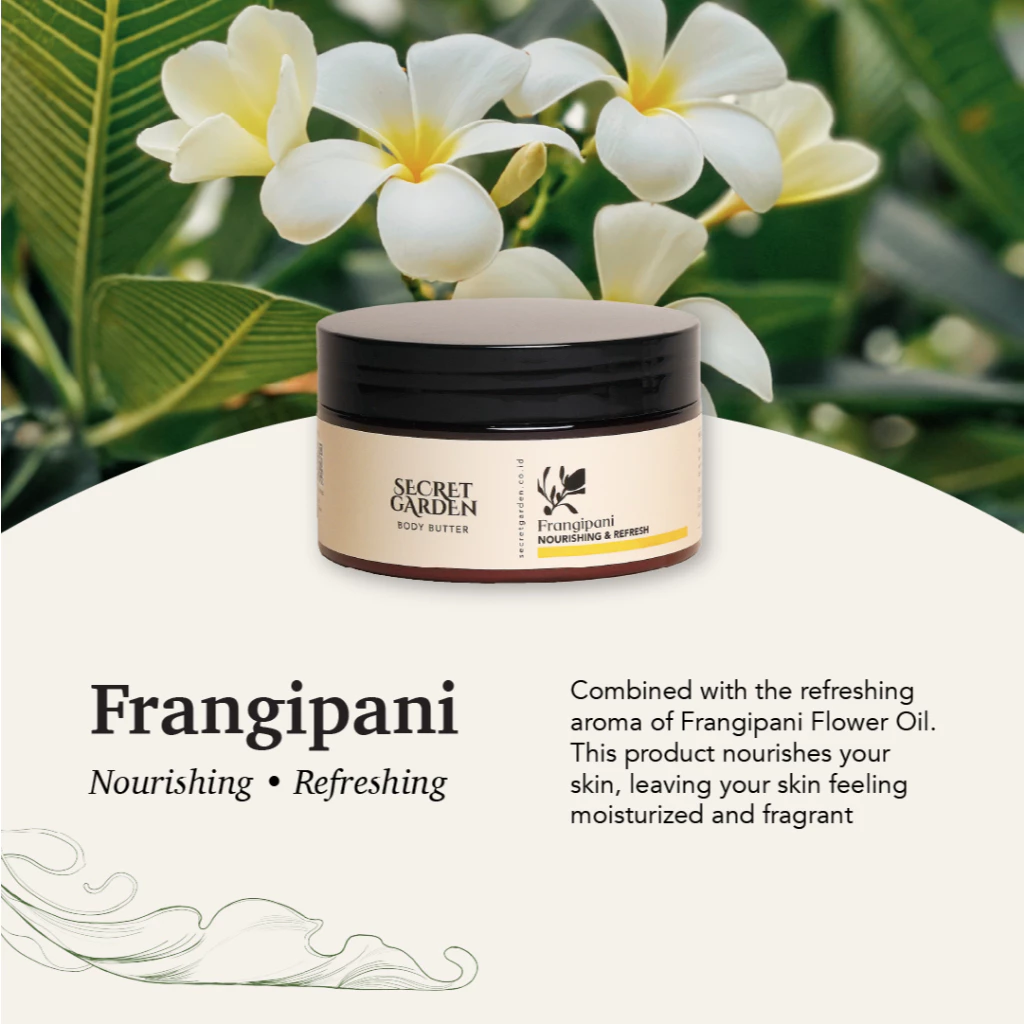 SECRET
GARDEN
BODY BUTTER
secretgarden.co.id
Frangipani
NOURISHING & REFRESH
Frangipani
Nourishing • Refreshing
Combined with the refreshing
aroma of Frangipani Flower Oil.
This product nourishes your
skin, leaving your skin feeling
moisturized and fragrant